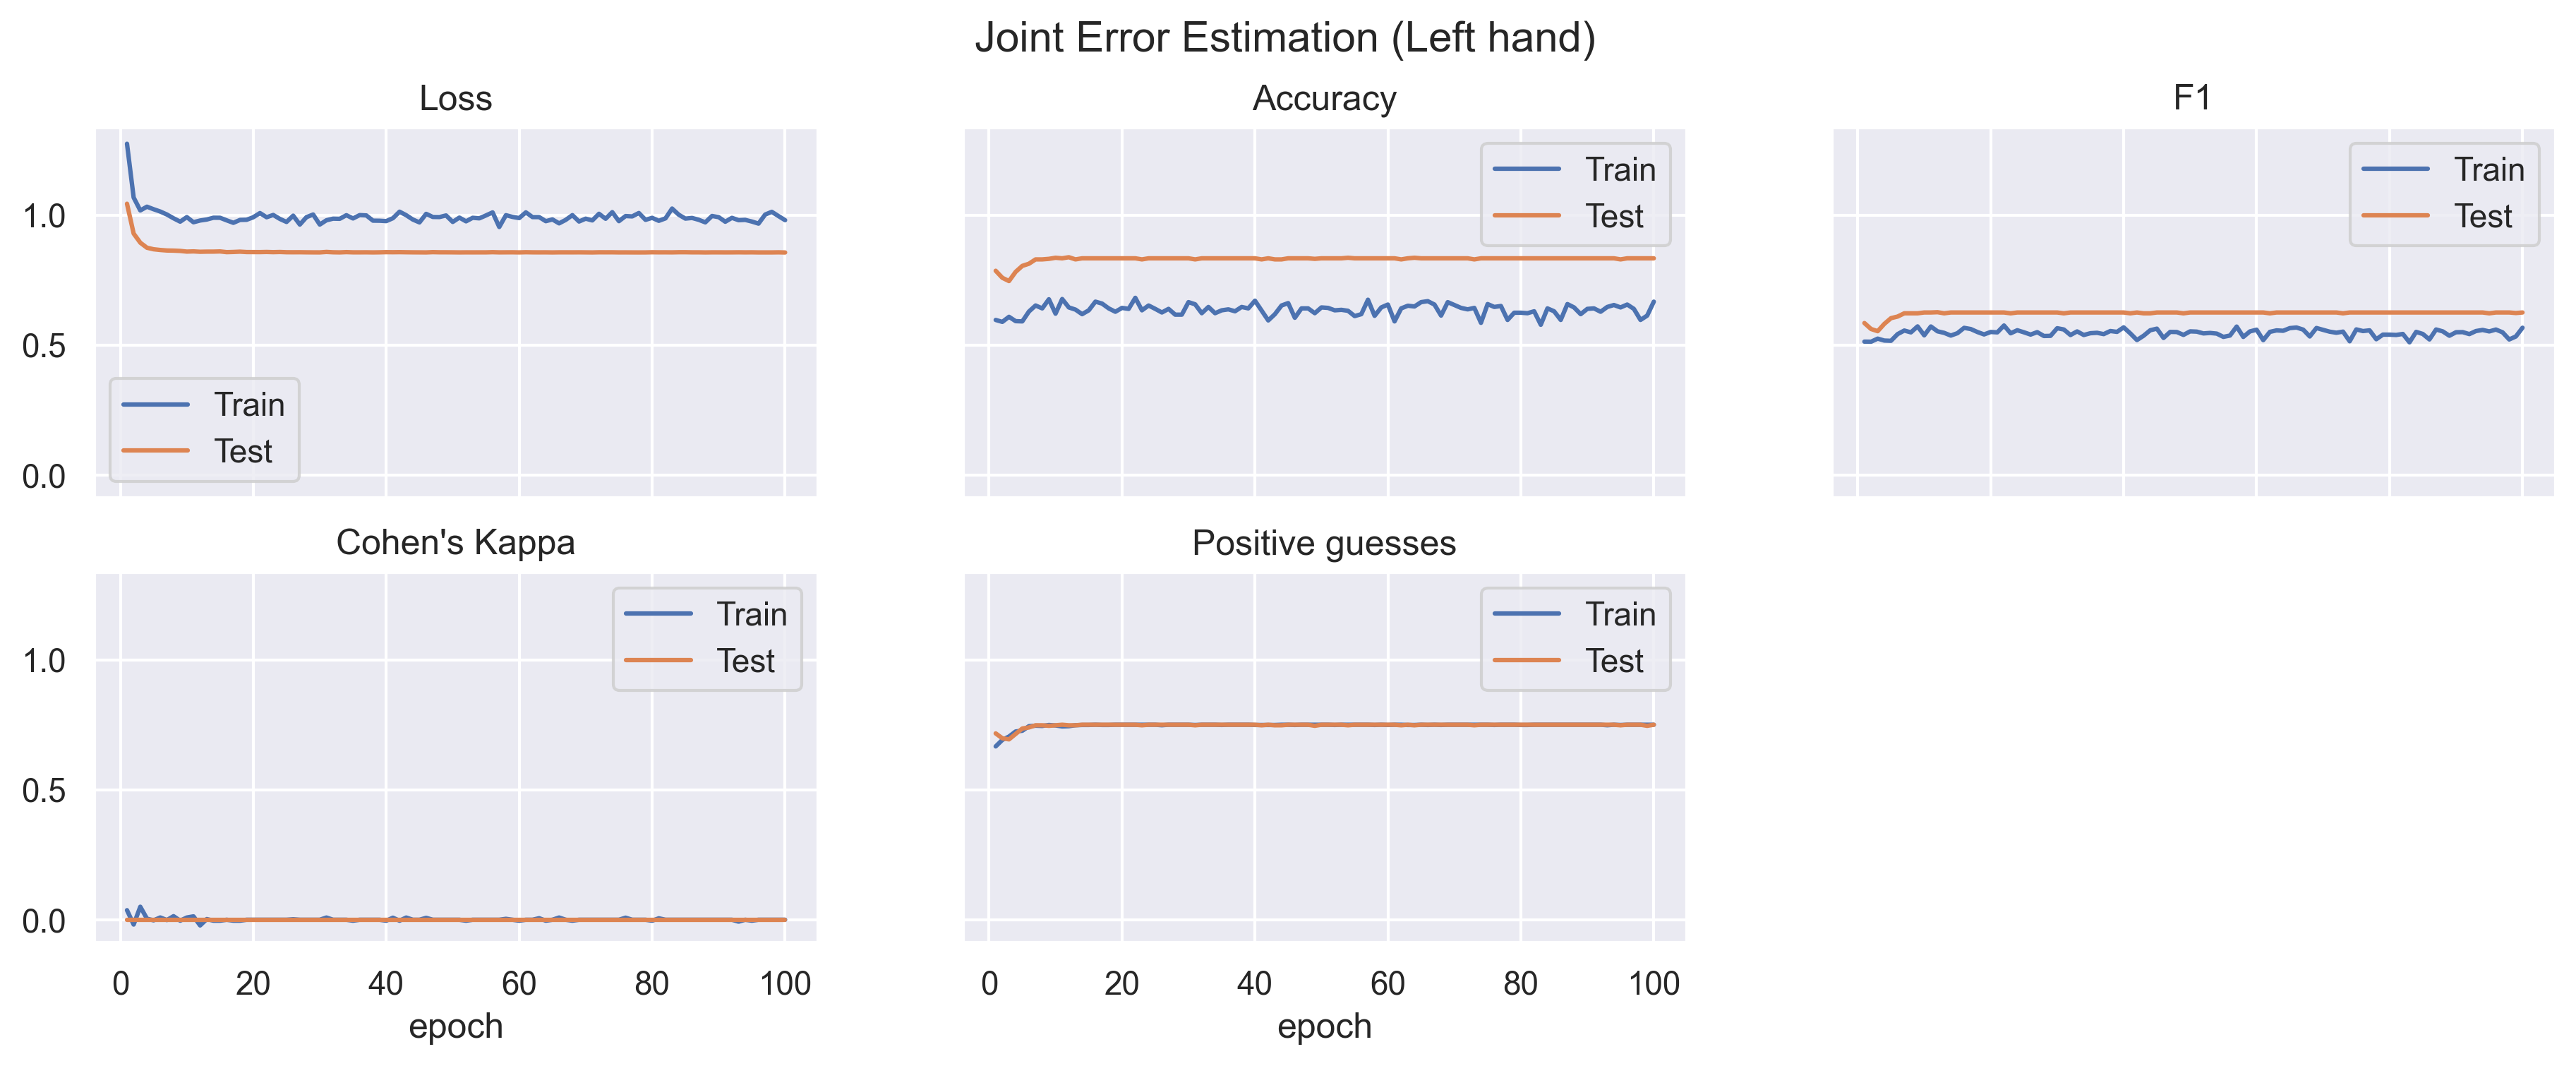 Joint Error Estimation (Left hand)
Loss
Accuracy
F1
1.0
0.5
0.0
Train
Test
Train
Test
Train
Test
Cohen's Kappa
Positive guesses
1.0
0.5
0.0
Train
Test
Train
Test
0 20 40 60 80 100
0 20 40 60 80 100
epoch
epoch